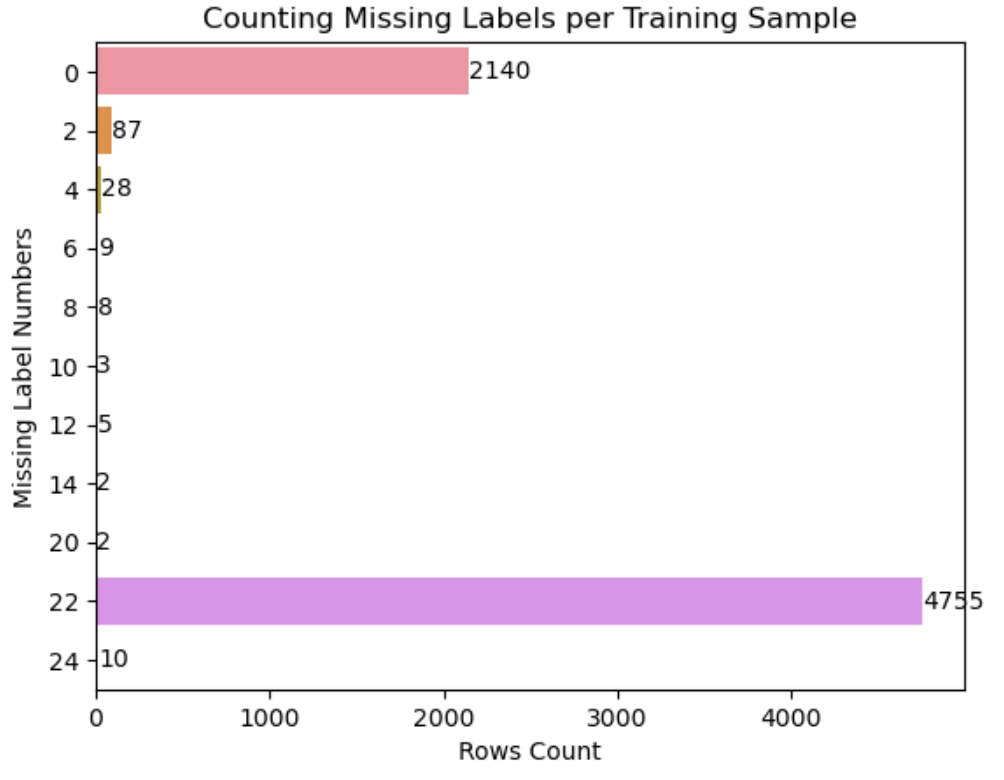 Counting Missing Labels per Training Sample
Missing Label Numbers
0 2140
2 87
4 28
6 9
8 8
10 3
12 5
14 2
20 2
22 4755
24 10
0 1000 2000 3000 4000
Rows Count